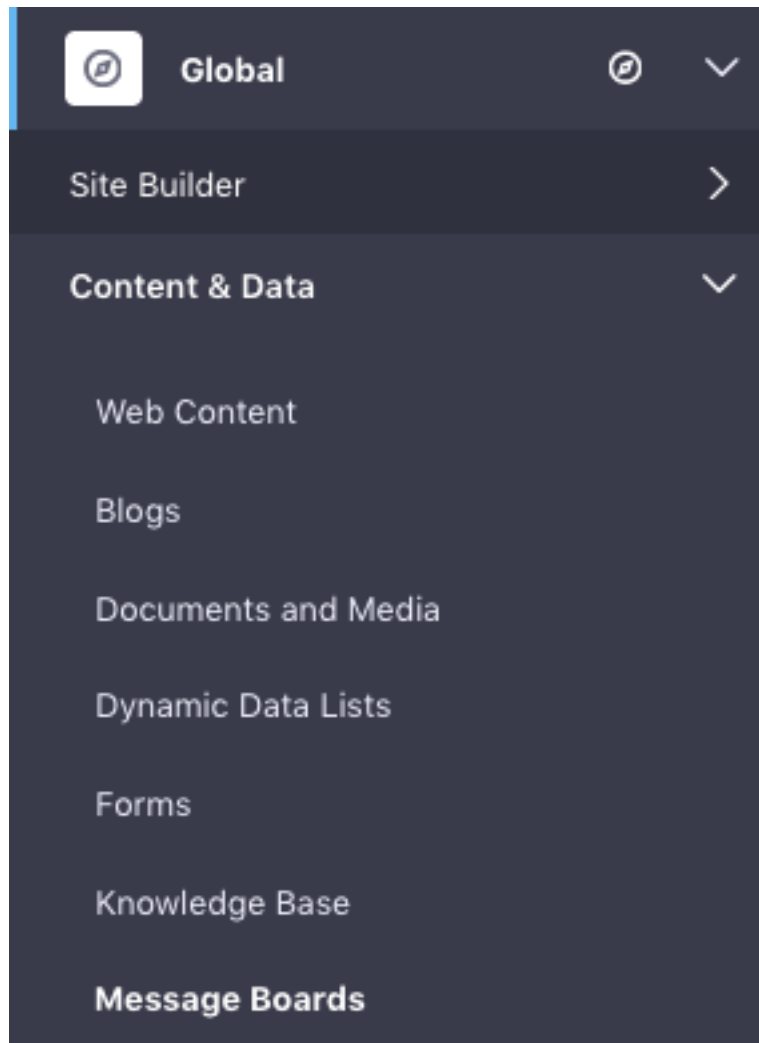 Global
Site Builder
Content & Data
Web Content
Blogs
Documents and Media
Dynamic Data Lists
Forms
Knowledge Base
Message Boards